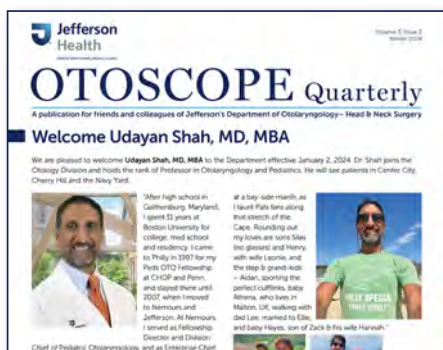 Jefferson
Health
Volume 5 Issue 3
Winter 2024
OTOSCOPE Quarterly
A publication for friends and colleagues of Jefferson's Department of Otolaryngology– Head & Neck Surgery
Welcome Udayan Shah, MD, MBA
We are pleased to welcome Udayan Shah, MD, MBA to the Department effective January 2, 2024. Dr. Shah joins the
Otology Division and holds the rank of Professor in Otolaryngology and Pediatrics. He will see patients in Center City,
Cherry Hill and the Navy Yard.
"After high school in
Gaithersburg, Maryland,
I spent 11 years at
Boston University for
college, med school
and residency. I came
to Philly in 1997 for my
Peds OTO Fellowship
at CHOP and Penn,
and stayed there until
2007, when I moved
to Nemours and
Jefferson. At Nemours,
I served as Fellowship
Director and Division
Chief of Pediatric Otolaryngology, and as Enterprise Chief
at a bay-side marsh, as
I taunt Pats fans along
that stretch of the
Cape. Rounding out
my loves are sons Silas
(no glasses) and Henry,
with wife Leonie, and
the step & grand-kids
– Aidan, sporting the
perfect cufflinks, baby
Athena, who lives in
Malton, UK, walking with
dad Lee, married to Ellie,
and baby Hayes, son of Zack & his wife Hannah."
PHILLY SPECIAL